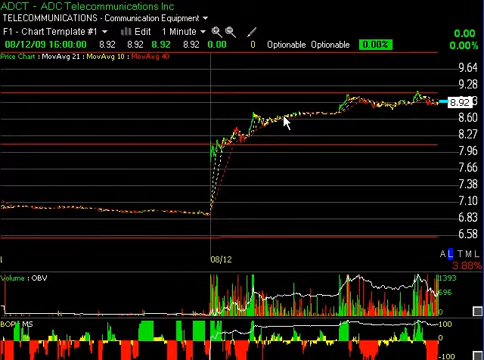 ADCT - ADC Telecommunications Inc
TELECOMMUNICATIONS - Communication Equipment
F1 - Chart Template #1 Edit 1 Minute
08/12/09 16:00:00 8.92 8.92 8.92 8.92 0 Optionable Optionable 0.00%
0.00
0.00%
Price Chart : MovAvg 21 : MovAvg 10 : MovAvg 40
9.64
9.28
8.92
8.60
8.27
7.96
7.66
7.38
7.10
6.83
6.58
08/12
A L T M L
3.88%
Volume : OBV
1393
696
0
BOP : MS
100
0
-100